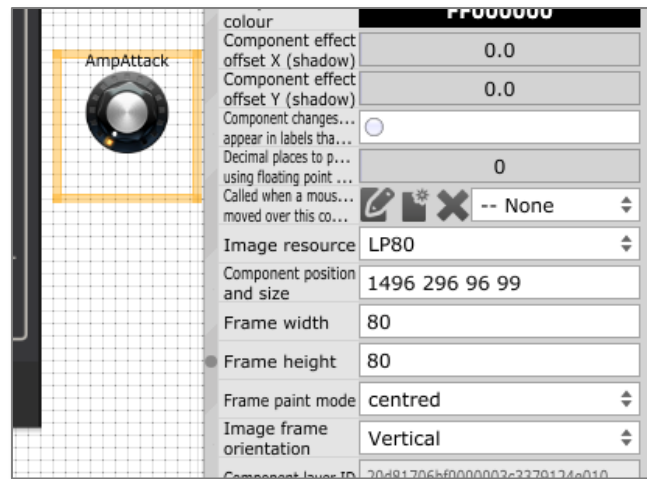 AmpAttack
colour
FF000000
Component effect
offset X (shadow)
0.0
Component effect
offset Y (shadow)
0.0
Component changes...
appear in labels tha...
Decimal places to p...
using floating point ...
0
Called when a mous...
moved over this co...
-- None
Image resource
LP80
Component position
and size
1496 296 96 99
Frame width
80
Frame height
80
Frame paint mode
centred
Image frame
orientation
Vertical
Component layer ID